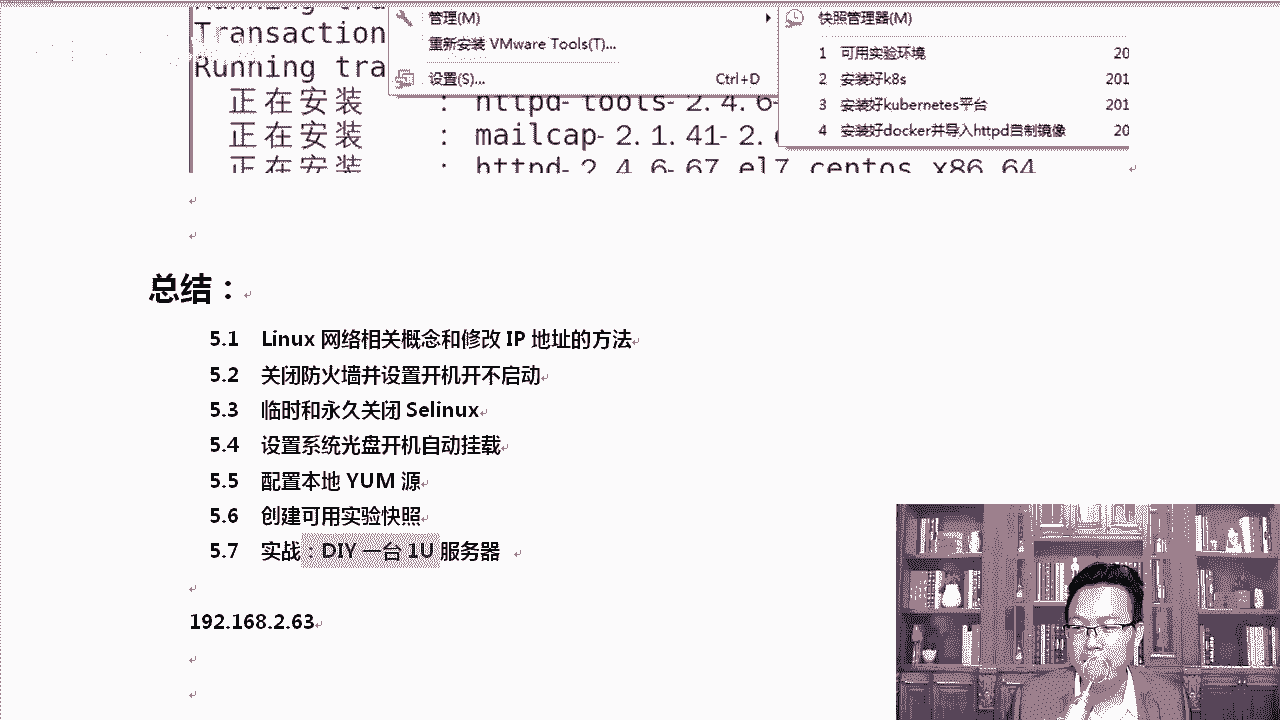 管理(M)
重新安装 VMware Tools(T)...
设置(S)... Ctrl+D
快照管理器(M)
1 可用实验环境 20
2 安装好k8s 201
3 安装好kubernetes平台 201
4 安装好docker并导入httpd自制镜像 20
Transaction
Running tra
正在安装 : httpd-tools-2.4.6-
正在安装 : mailcap-2.1.41-2.
正在安装 : httpd-2.4.6-67.el7.centos.x86_64
总结：
5.1 Linux 网络相关概念和修改 IP 地址的方法
5.2 关闭防火墙并设置开机开不启动
5.3 临时和永久关闭 Selinux
5.4 设置系统光盘开机自动挂载
5.5 配置本地 YUM 源
5.6 创建可用实验快照
5.7 实战：DIY 一台 1U 服务器
192.168.2.63